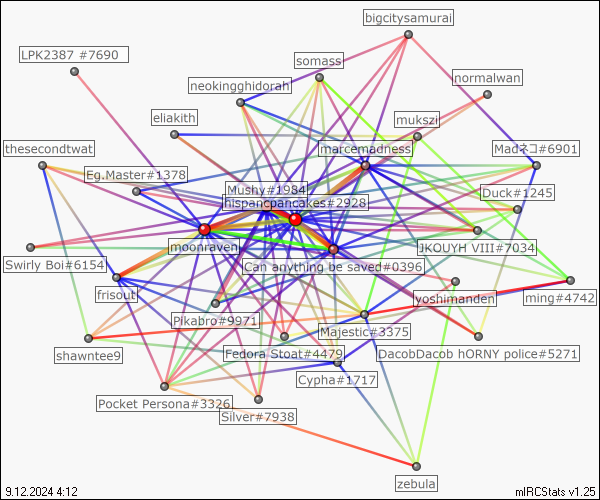 bigcitysamurai
LPK2387 #7690
somass
normalwan
neokingghidorah
eliakith
mukszi
thesecondtwat
marcemadness
Madネコ#6901
Eg.Master#1378
Mushy#1984
Duck#1245
hispancpancakes#2928
moonraven
JKOUYH VIII#7034
Swirly Boi#6154
Can anything be saved#0396
frisout
yoshimanden
ming#4742
Pikabro#9971
Majestic#3375
shawntee9
Fedora Stoat#4479
DacobDacob hORNY police#5271
Cypha#1717
Pocket Persona#3326
Silver#7938
zebula
9.12.2024 4:12
mIRCStats v1.25